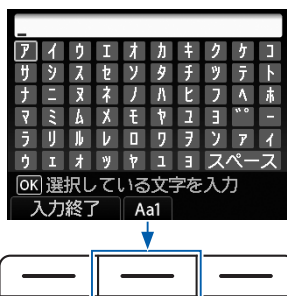 _
ア イ ウ エ オ カ キ ク ケ コ
サ シ ス セ ソ タ チ ツ テ ト
ナ ニ ヌ ネ ノ ハ ヒ フ ヘ ホ
マ ミ ム メ モ ヤ ユ ヨ ゛゜ -
ラ リ ル レ ロ ワ ヲ ン ァ ィ
ゥ ェ ォ ッ ャ ュ ョ スペース
OK 選択している文字を入力
入力終了 Aa1